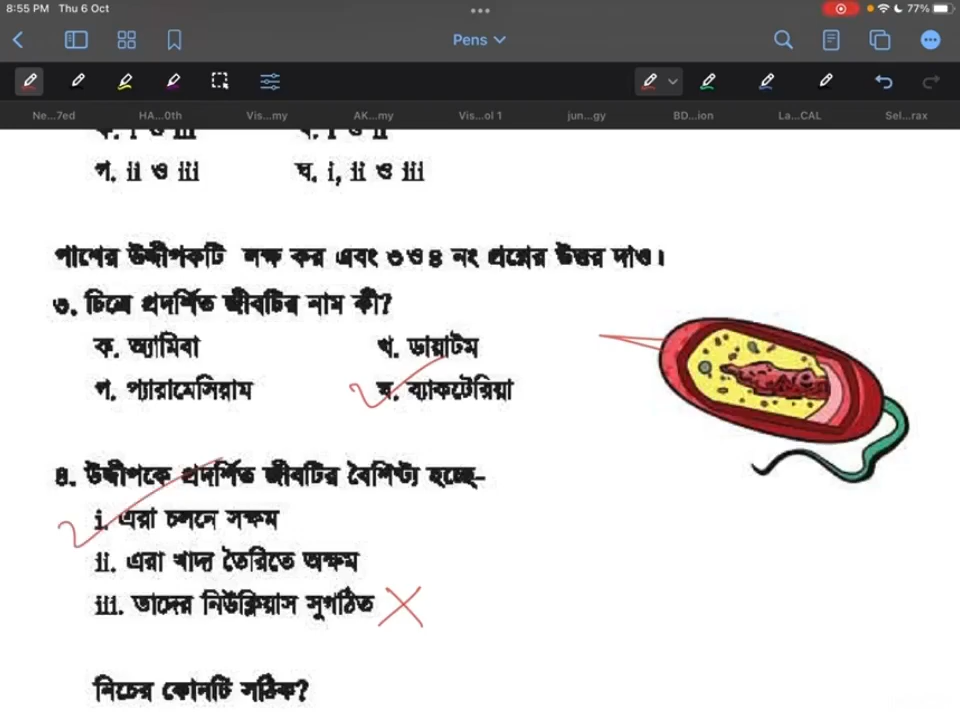 8:55 PM Thu 6 Oct
77%
Pens
Ne...7ed HA...0th Vis...my AK...my Vis...ol 1 jun...gy BD...ion La...CAL Sel...rax
ক. i ও iii খ. i ও ii
গ. ii ও iii ঘ. i, ii ও iii
পাশের উদ্দীপকটি লক্ষ কর এবং ৩ ও ৪ নং প্রশ্নের উত্তর দাও।
৩. চিত্রে প্রদর্শিত জীবটির নাম কী?
ক. অ্যামিবা খ. ডায়াটম
গ. প্যারামেসিয়াম ঘ. ব্যাকটেরিয়া
৪. উদ্দীপকে প্রদর্শিত জীবটির বৈশিষ্ট্য হচ্ছে-
i. এরা চলনে সক্ষম
ii. এরা খাদ্য তৈরিতে অক্ষম
iii. তাদের নিউক্লিয়াস সুগঠিত
নিচের কোনটি সঠিক?